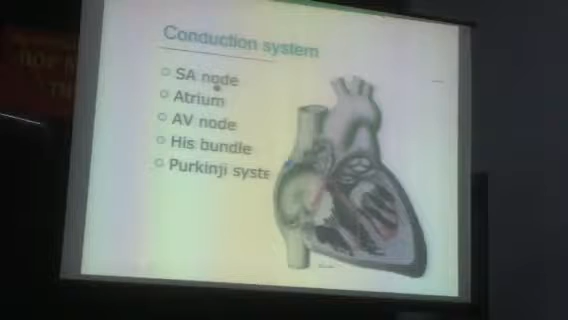 Conduction system
SA node
Atrium
AV node
His bundle
Purkinji syste